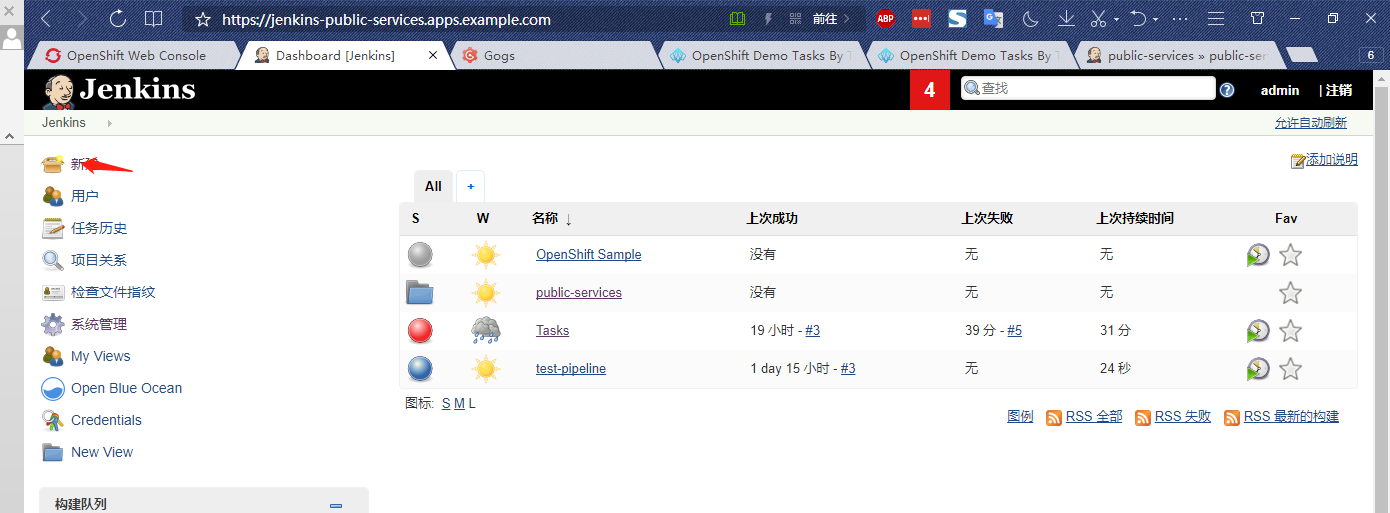 https://jenkins-public-services.apps.example.com 前往 ABP
OpenShift Web Console Dashboard [Jenkins] Gogs OpenShift Demo Tasks By OpenShift Demo Tasks By public-services » public-ser 6
Jenkins 4 查找 admin | 注销
Jenkins 允许自动刷新
添加说明
新
用户
任务历史
项目关系
检查文件指纹
系统管理
My Views
Open Blue Ocean
Credentials
New View
构建队列
All +
S W 名称 ↓ 上次成功 上次失败 上次持续时间 Fav
OpenShift Sample 没有 无 无
public-services 没有 无 无
Tasks 19 小时 - #3 39 分 - #5 31 分
test-pipeline 1 day 15 小时 - #3 无 24 秒
图标: S M L
图例 RSS 全部 RSS 失败 RSS 最新的构建